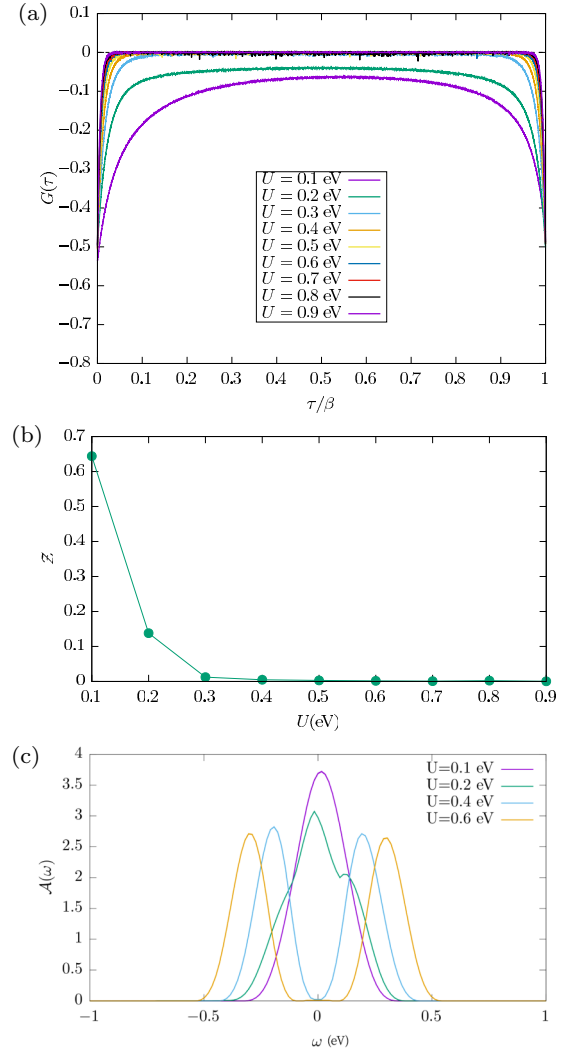 (a)
0.1
0
−0.1
−0.2
−0.3
−0.4
−0.5
−0.6
−0.7
−0.8
G(τ)
U = 0.1 eV
U = 0.2 eV
U = 0.3 eV
U = 0.4 eV
U = 0.5 eV
U = 0.6 eV
U = 0.7 eV
U = 0.8 eV
U = 0.9 eV
0 0.1 0.2 0.3 0.4 0.5 0.6 0.7 0.8 0.9 1
τ/β
(b)
0.7
0.6
0.5
0.4
0.3
0.2
0.1
0
𝒵
0.1 0.2 0.3 0.4 0.5 0.6 0.7 0.8 0.9
U(eV)
(c)
4
3.5
3
2.5
2
1.5
1
0.5
0
𝒜(ω)
U=0.1 eV
U=0.2 eV
U=0.4 eV
U=0.6 eV
−1 −0.5 0 0.5 1
ω (eV)